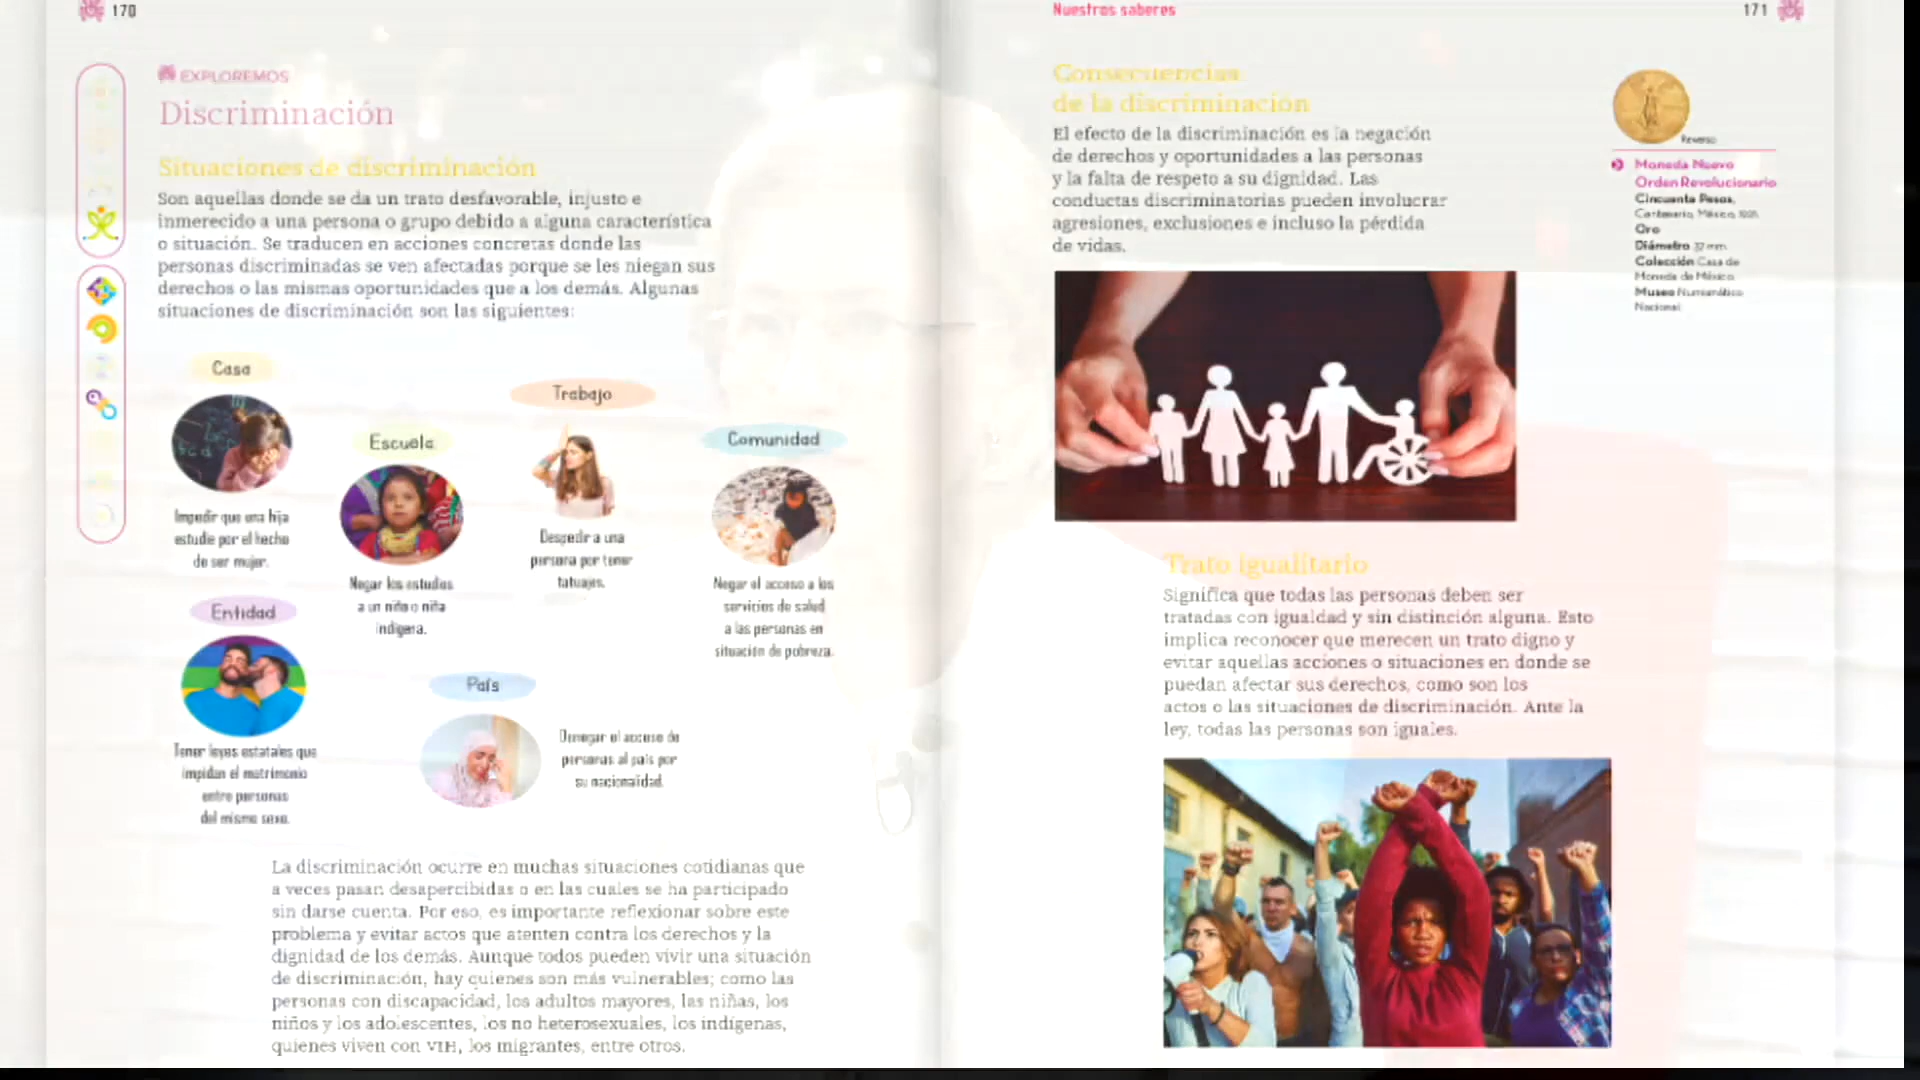 170
EXPLOREMOS
Discriminación
Situaciones de discriminación
Son aquellas donde se da un trato desfavorable, injusto e
inmerecido a una persona o grupo debido a alguna característica
o situación. Se traducen en acciones concretas donde las
personas discriminadas se ven afectadas porque se les niegan sus
derechos o las mismas oportunidades que a los demás. Algunas
situaciones de discriminación son las siguientes:
Casa
Impedir que una hija
estudie por el hecho
de ser mujer.
Escuela
Negar los estudios
a un niño o niña
indígena.
Trabajo
Despedir a una
persona por tener
tatuajes.
Comunidad
Negar el acceso a los
servicios de salud
a las personas en
situación de pobreza.
Entidad
Tener leyes estatales que
impidan el matrimonio
entre personas
del mismo sexo.
País
Denegar el acceso de
personas al país por
su nacionalidad.
La discriminación ocurre en muchas situaciones cotidianas que
a veces pasan desapercibidas o en las cuales se ha participado
sin darse cuenta. Por eso, es importante reflexionar sobre este
problema y evitar actos que atenten contra los derechos y la
dignidad de los demás. Aunque todos pueden vivir una situación
de discriminación, hay quienes son más vulnerables; como las
personas con discapacidad, los adultos mayores, las niñas, los
niños y los adolescentes, los no heterosexuales, los indígenas,
quienes viven con VIH, los migrantes, entre otros.
Nuestros saberes
171
Consecuencias
de la discriminación
El efecto de la discriminación es la negación
de derechos y oportunidades a las personas
y la falta de respeto a su dignidad. Las
conductas discriminatorias pueden involucrar
agresiones, exclusiones e incluso la pérdida
de vidas.
Reverso
Moneda Nuevo
Orden Revolucionario
Cincuenta Pesos,
Centenario, México,
Oro
Diámetro 37 mm
Colección Casa de
Moneda de México
Museo Numismático
Nacional
Trato igualitario
Significa que todas las personas deben ser
tratadas con igualdad y sin distinción alguna. Esto
implica reconocer que merecen un trato digno y
evitar aquellas acciones o situaciones en donde se
puedan afectar sus derechos, como son los
actos o las situaciones de discriminación. Ante la
ley, todas las personas son iguales.